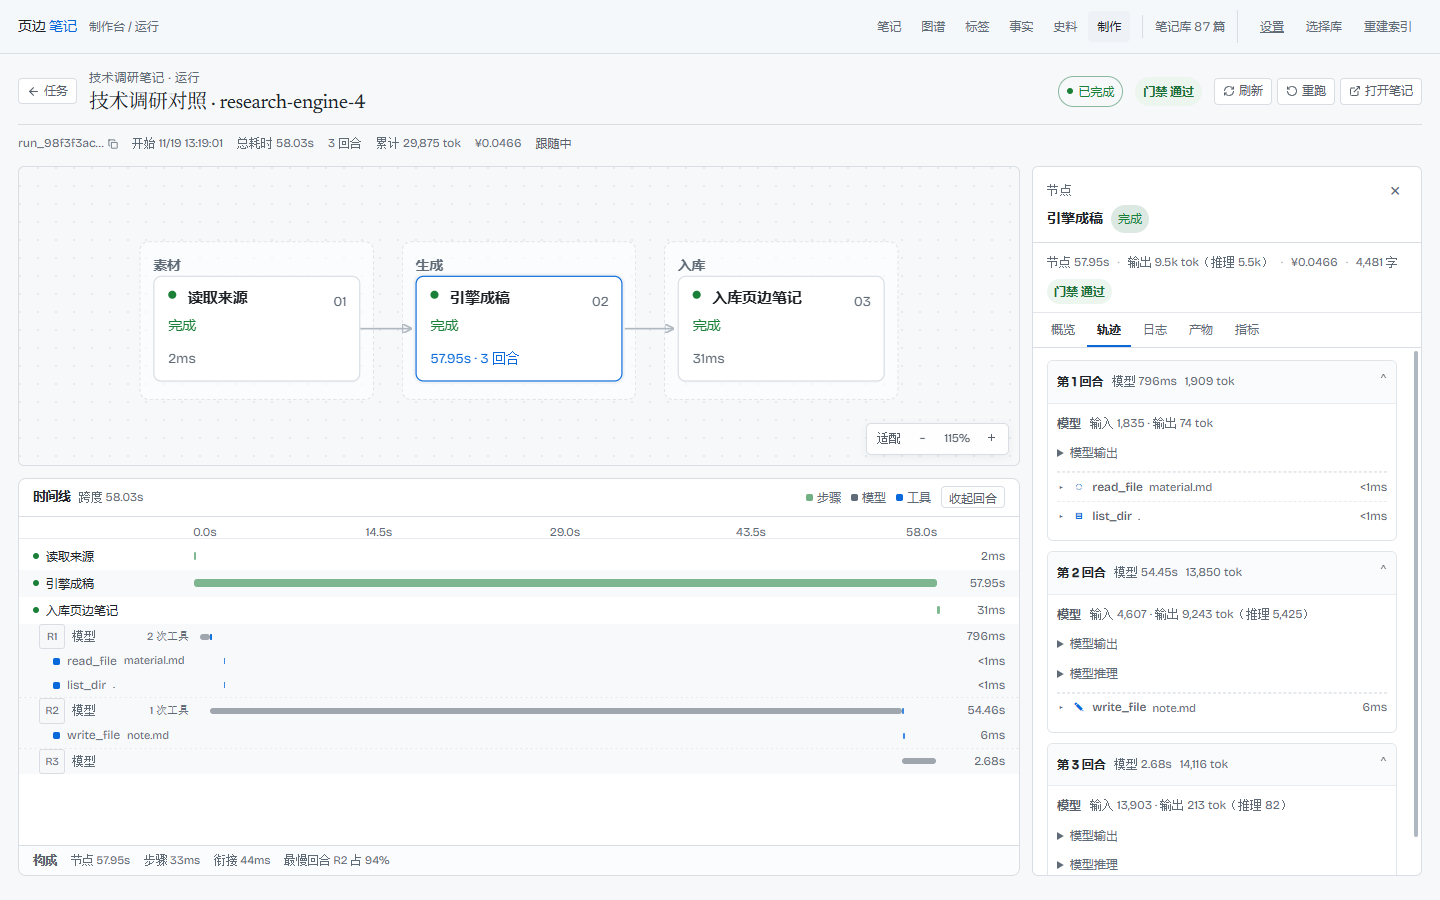 页边 笔记 制作台 / 运行 笔记 图谱 标签 事实 史料 制作 笔记库 87 篇 设置 选择库 重建索引
← 任务
技术调研笔记 · 运行
技术调研对照 · research-engine-4
已完成 门禁 通过 刷新 重跑 打开笔记
run_98f3f3ac... 开始 11/19 13:19:01 总耗时 58.03s 3 回合 累计 29,875 tok ¥0.0466 跟随中
素材
读取来源 01
完成
2ms
生成
引擎成稿 02
完成
57.95s · 3 回合
入库
入库页边笔记 03
完成
31ms
适配 - 115% +
时间线 跨度 58.03s 步骤 模型 工具 收起回合
0.0s 14.5s 29.0s 43.5s 58.0s
读取来源 2ms
引擎成稿 57.95s
入库页边笔记 31ms
R1 模型 2 次工具 796ms
read_file material.md <1ms
list_dir . <1ms
R2 模型 1 次工具 54.46s
write_file note.md 6ms
R3 模型 2.68s
构成 节点 57.95s 步骤 33ms 衔接 44ms 最慢回合 R2 占 94%
节点 ×
引擎成稿 完成
节点 57.95s · 输出 9.5k tok（推理 5.5k） · ¥0.0466 · 4,481 字
门禁 通过
概览 轨迹 日志 产物 指标
第 1 回合 模型 796ms 1,909 tok ^
模型 输入 1,835 · 输出 74 tok
▶ 模型输出
read_file material.md <1ms
list_dir . <1ms
第 2 回合 模型 54.45s 13,850 tok ^
模型 输入 4,607 · 输出 9,243 tok（推理 5,425）
▶ 模型输出
▶ 模型推理
write_file note.md 6ms
第 3 回合 模型 2.68s 14,116 tok ^
模型 输入 13,903 · 输出 213 tok（推理 82）
▶ 模型输出
▶ 模型推理